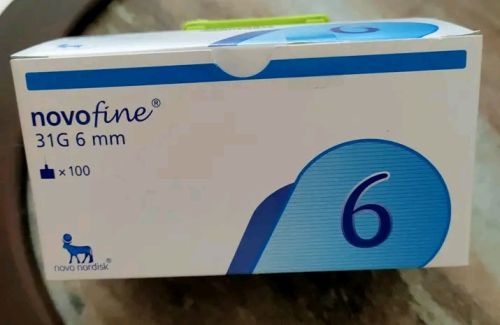 novofine®
31G 6 mm
× 100
6
novo nordisk®